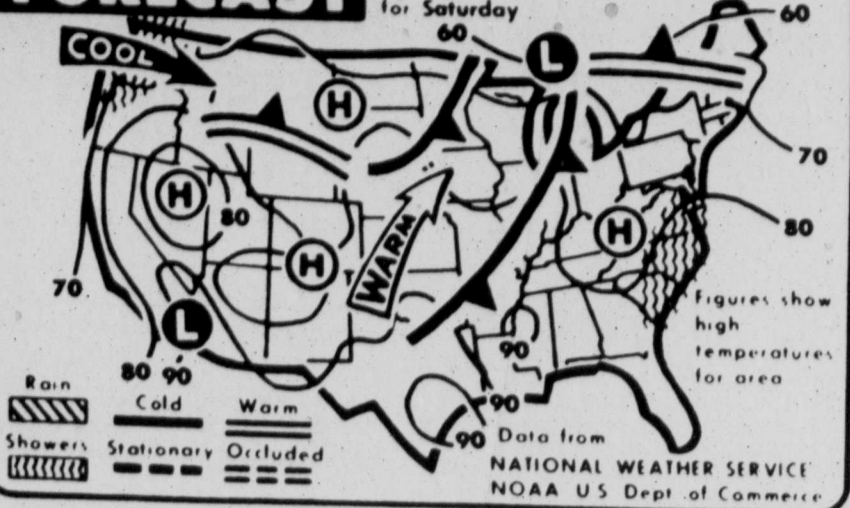 FORECAST
for Saturday
60
60
COOL
L
H
70
H
80
H
80
H
WARM
70
L
Figures show
high
temperatures
for area
90
80 90
Rain
Cold
Warm
90
Showers
Stationary
Occluded
90
Data from
NATIONAL WEATHER SERVICE
NOAA US Dept. of Commerce